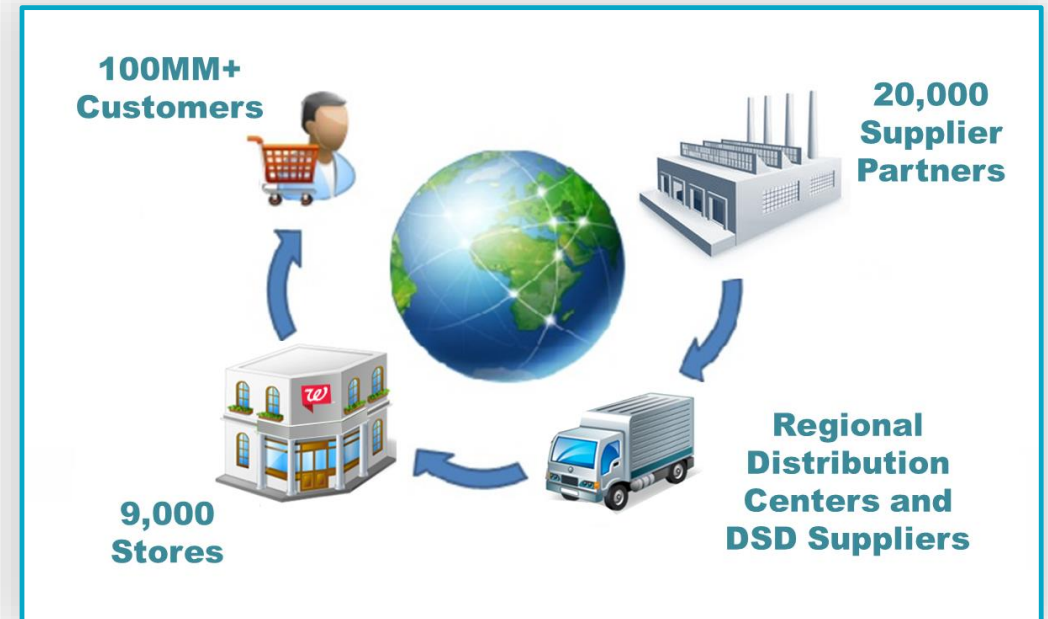 100MM+
Customers
20,000
Supplier
Partners
W
Regional
Distribution
Centers and
DSD Suppliers
9,000
Stores